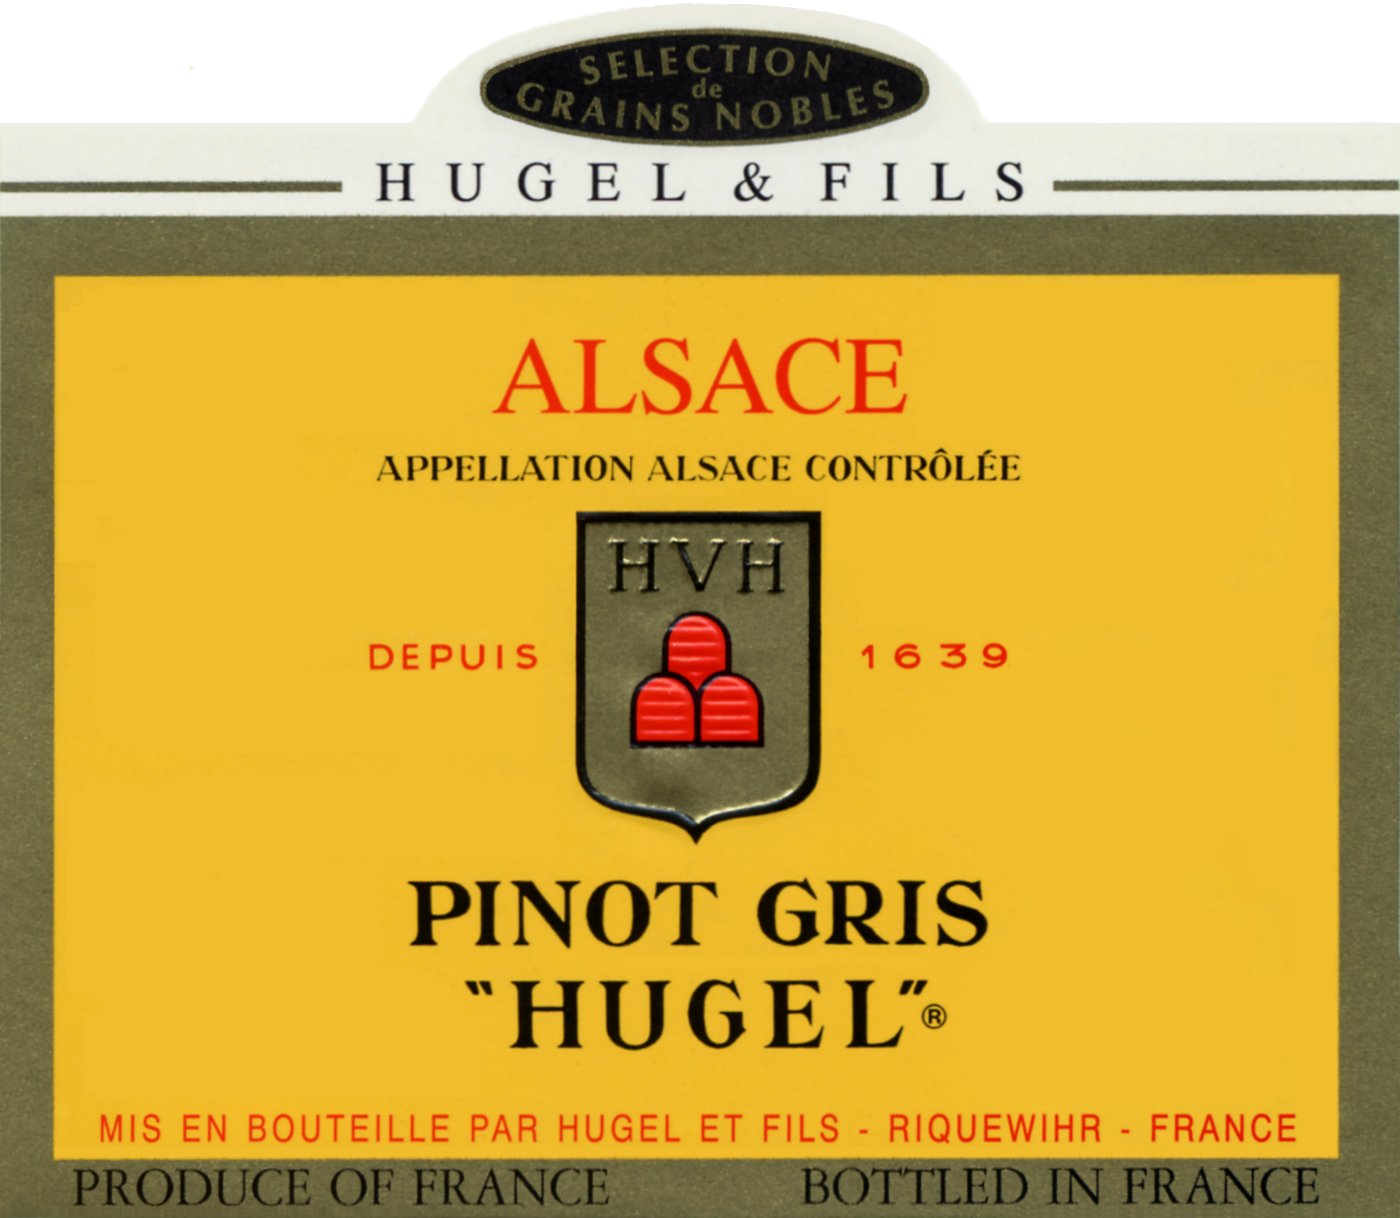 SELECTION
de
GRAINS NOBLES
HUGEL & FILS
ALSACE
APPELLATION ALSACE CONTRÔLÉE
HVH
DEPUIS 1639
PINOT GRIS
"HUGEL"®
MIS EN BOUTEILLE PAR HUGEL ET FILS - RIQUEWIHR - FRANCE
PRODUCE OF FRANCE BOTTLED IN FRANCE